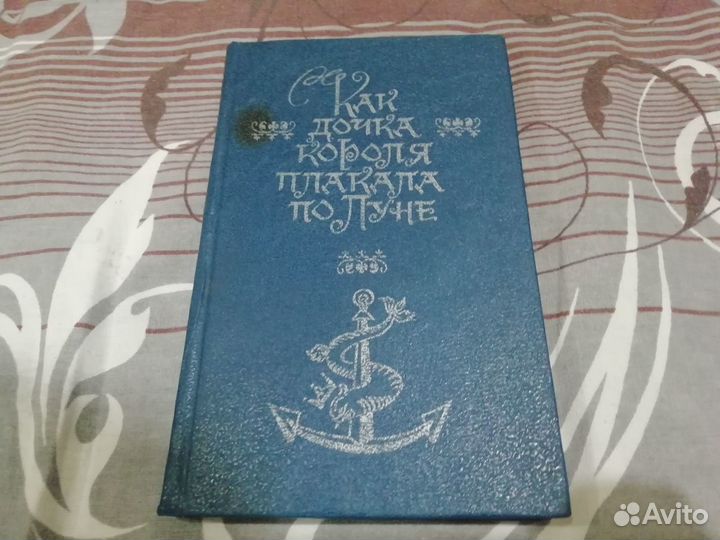 Как
дочка
короля
плакала
по Луне
Avito